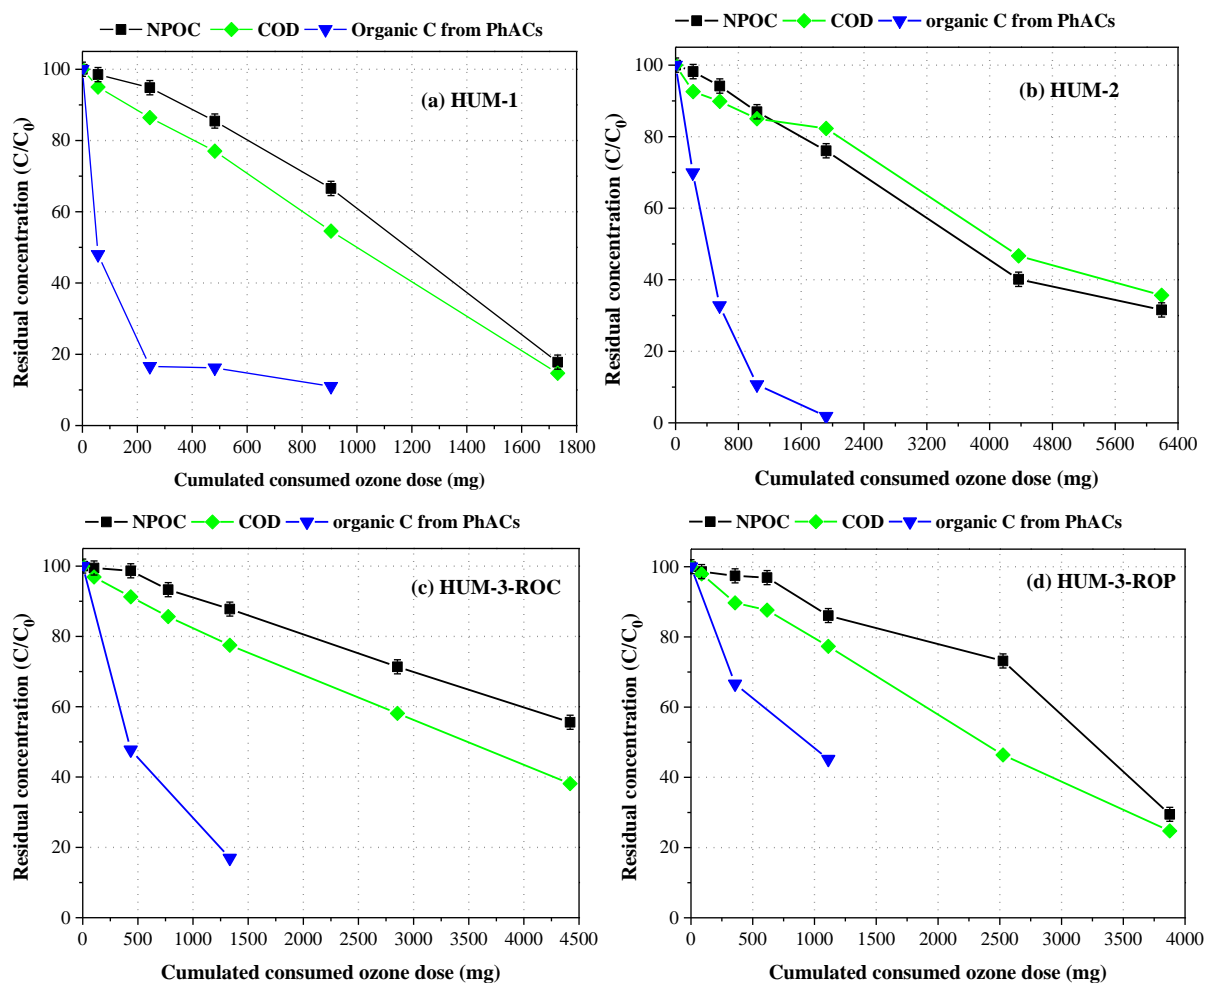 NPOC COD Organic C from PhACs
(a) HUM-1
Residual concentration (C/C0)
100
80
60
40
20
0
0 200 400 600 800 1000 1200 1400 1600 1800
Cumulated consumed ozone dose (mg)
NPOC COD organic C from PhACs
(b) HUM-2
Residual concentration (C/C0)
100
80
60
40
20
0
0 800 1600 2400 3200 4000 4800 5600 6400
Cumulated consumed ozone dose (mg)
NPOC COD organic C from PhACs
(c) HUM-3-ROC
Residual concentration (C/C0)
100
80
60
40
20
0
0 500 1000 1500 2000 2500 3000 3500 4000 4500
Cumulated consumed ozone dose (mg)
NPOC COD organic C from PhACs
(d) HUM-3-ROP
Residual concentration (C/C0)
100
80
60
40
20
0
0 500 1000 1500 2000 2500 3000 3500 4000
Cumulated consumed ozone dose (mg)